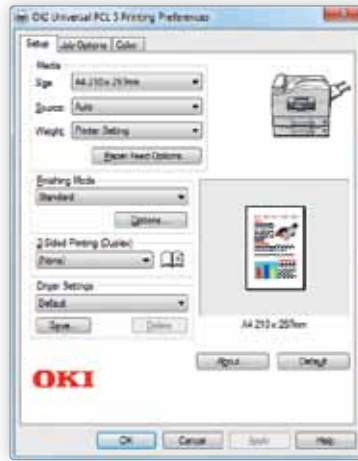 OKI Universal PCL 5 Printing Preferences
Setup Job Options Color
Media
Size: A4 210 x 297mm
Source: Auto
Weight: Printer Setting
Paper Feed Options...
Finishing Mode
Standard
Options...
2-Sided Printing (Duplex)
(None)
Driver Settings
Default
Save... Delete
A4 210 x 297mm
About... Default
OKI
OK Cancel Apply Help